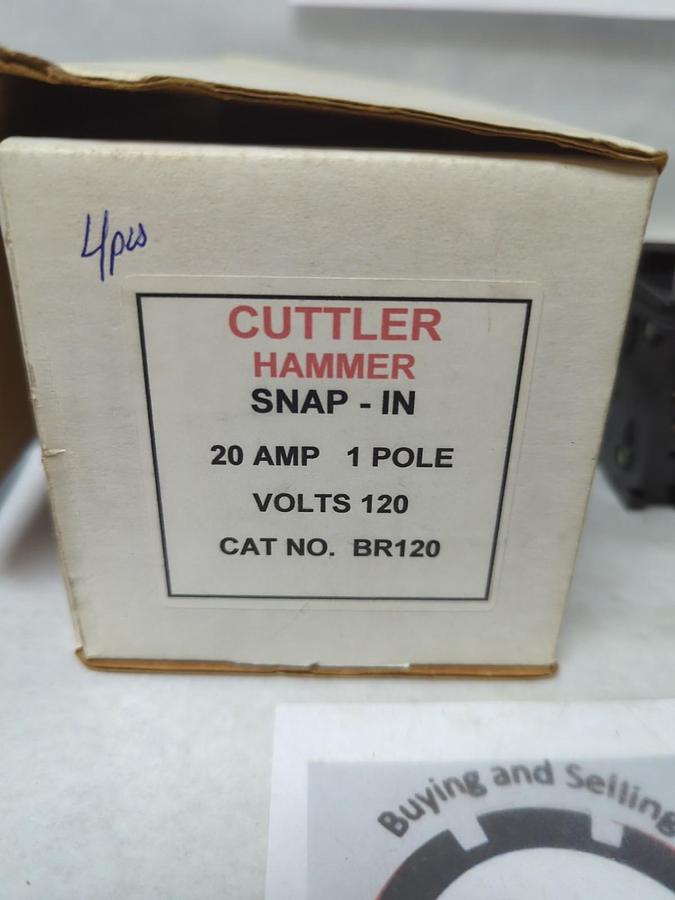 4pcs
CUTTLER
HAMMER
SNAP - IN
20 AMP 1 POLE
VOLTS 120
CAT NO. BR120
Buying and Selling